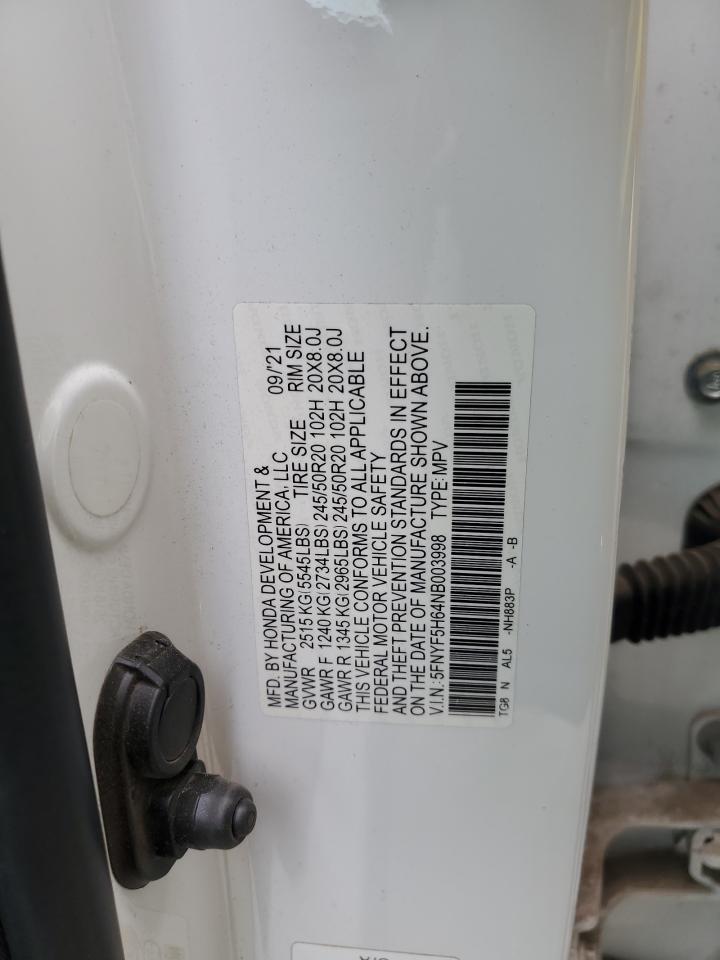 MFD. BY HONDA DEVELOPMENT &
MANUFACTURING OF AMERICA, LLC 09/'21
GVWR 2515 KG(5545LBS) TIRE SIZE RIM SIZE
GAWR F 1240 KG(2734LBS) 245/50R20 102H 20X8.0J
GAWR R 1345 KG(2965LBS) 245/50R20 102H 20X8.0J
THIS VEHICLE CONFORMS TO ALL APPLICABLE
FEDERAL MOTOR VEHICLE SAFETY
AND THEFT PREVENTION STANDARDS IN EFFECT
ON THE DATE OF MANUFACTURE SHOWN ABOVE.
V.I.N.: 5FNYF5H64NB003998 TYPE: MPV
TG8 N AL5 -NH883P -A -B